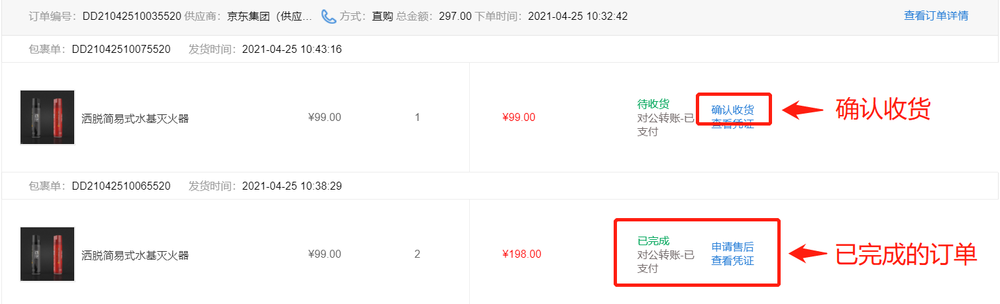 订单编号：DD21042510035520 供应商：京东集团（供应... 方式：直购 总金额：297.00 下单时间：2021-04-25 10:32:42 查看订单详情
包裹单：DD21042510075520 发货时间：2021-04-25 10:43:16
洒脱简易式水基灭火器 ¥99.00 1 ¥99.00
待收货
对公转账-已
支付
确认收货
查看凭证
确认收货
包裹单：DD21042510065520 发货时间：2021-04-25 10:38:29
洒脱简易式水基灭火器 ¥99.00 2 ¥198.00
已完成
对公转账-已
支付
申请售后
查看凭证
已完成的订单